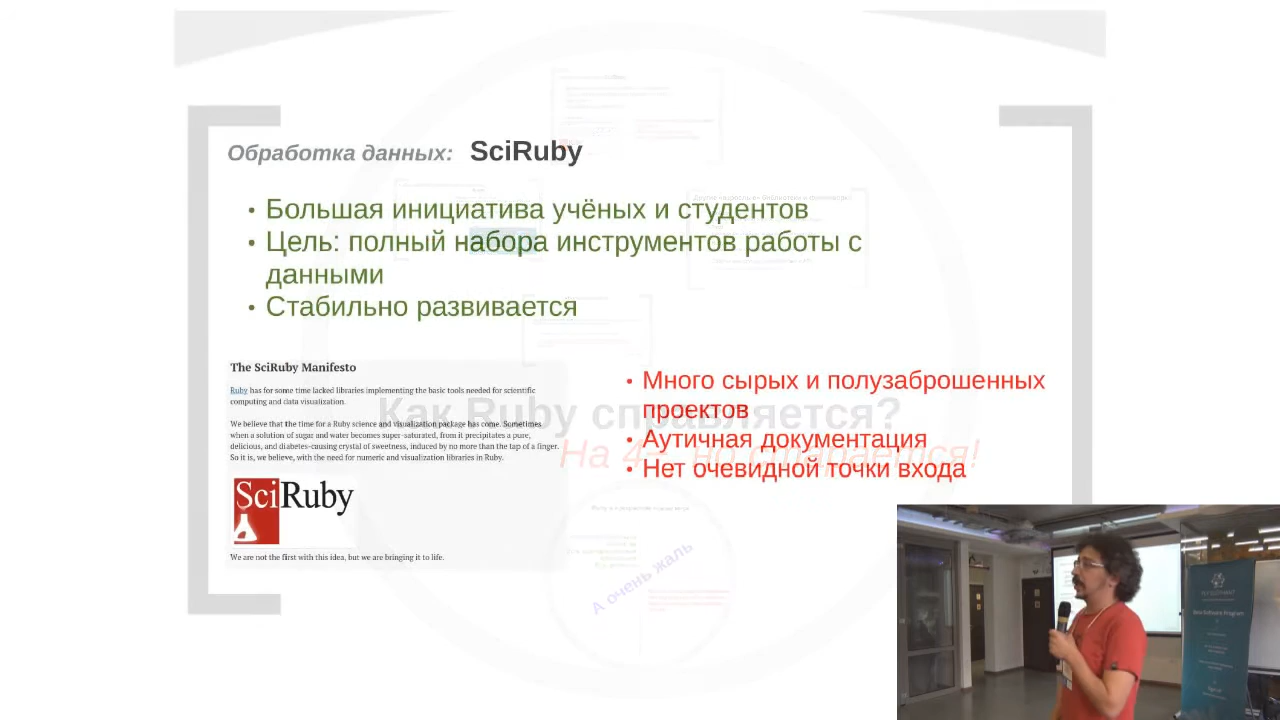 Обработка данных: SciRuby
• Большая инициатива учёных и студентов
• Цель: полный набора инструментов работы с
данными
• Стабильно развивается
The SciRuby Manifesto
Ruby has for some time lacked libraries implementing the basic tools needed for scientific
computing and data visualization.
We believe that the time for a Ruby science and visualization package has come. Sometimes
when a solution of sugar and water becomes super-saturated, from it precipitates a pure,
delicious, and diabetes-causing crystal of sweetness, induced by no more than the tap of a finger.
So it is, we believe, with the need for numeric and visualization libraries in Ruby.
SciRuby
We are not the first with this idea, but we are bringing it to life.
• Много сырых и полузаброшенных
проектов
• Аутичная документация
• Нет очевидной точки входа
Как Ruby справляется?
На 4-, но старается!
А очень жаль